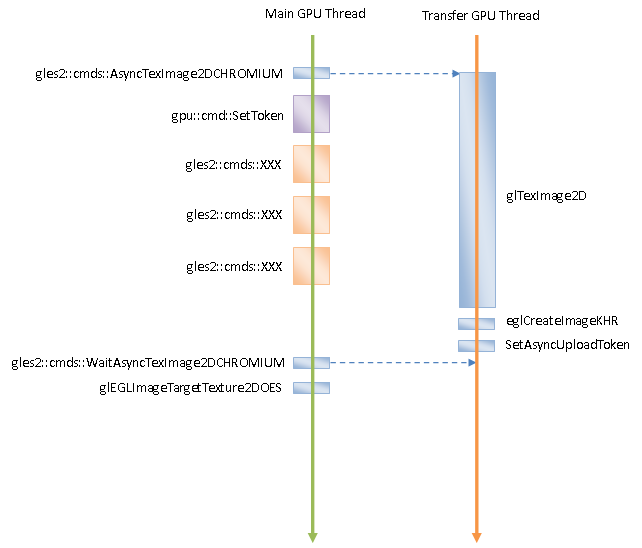 Main GPU Thread
Transfer GPU Thread
gles2::cmds::AsyncTexImage2DCHROMIUM
gpu::cmd::SetToken
gles2::cmds::XXX
glTexImage2D
gles2::cmds::XXX
gles2::cmds::XXX
eglCreateImageKHR
SetAsyncUploadToken
gles2::cmds::WaitAsyncTexImage2DCHROMIUM
glEGLImageTargetTexture2DOES